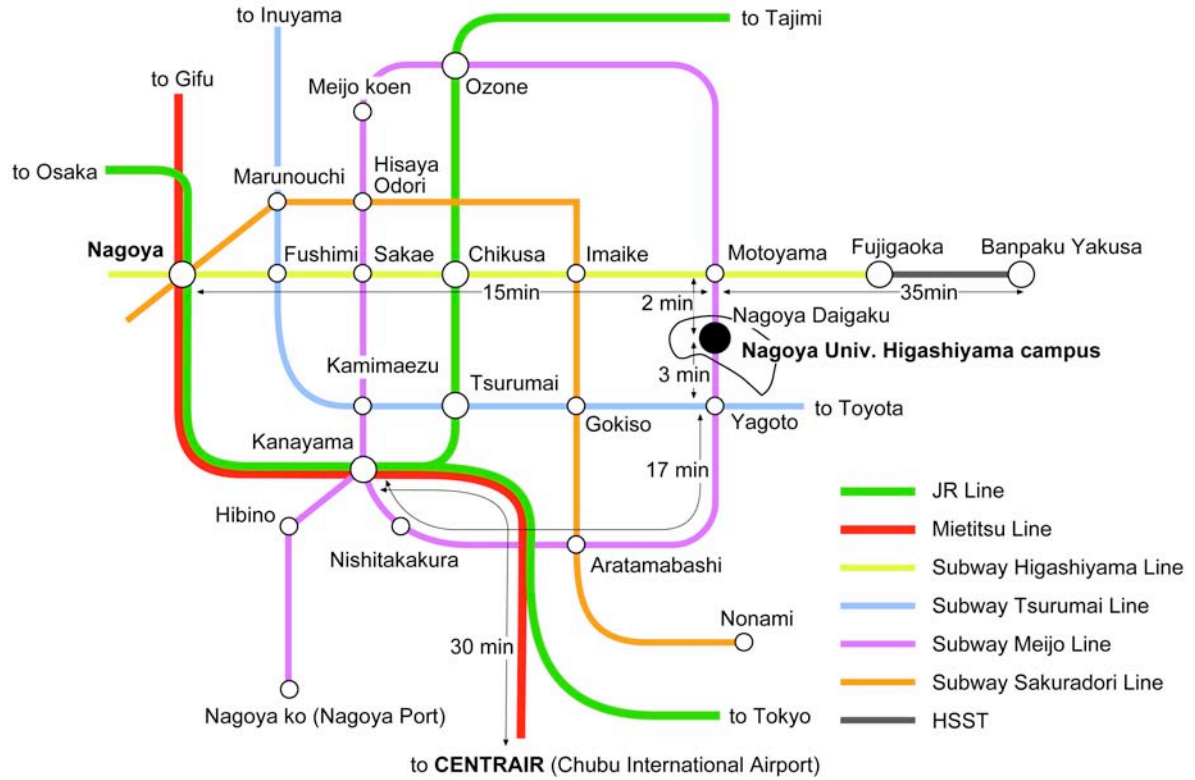 to Inuyama
to Tajimi
to Gifu
Meijo koen
Ozone
to Osaka
Marunouchi
Hisaya
Odori
Nagoya
Fushimi
Sakae
Chikusa
Imaike
Motoyama
Fujigaoka
Banpaku Yakusa
15min
35min
2 min
Nagoya Daigaku
Nagoya Univ. Higashiyama campus
3 min
Kamimaezu
Tsurumai
Gokiso
Yagoto
to Toyota
Kanayama
17 min
Hibino
Nishitakakura
Aratamabashi
Nonami
30 min
Nagoya ko (Nagoya Port)
to Tokyo
to CENTRAIR (Chubu International Airport)
JR Line
Mietitsu Line
Subway Higashiyama Line
Subway Tsurumai Line
Subway Meijo Line
Subway Sakuradori Line
HSST